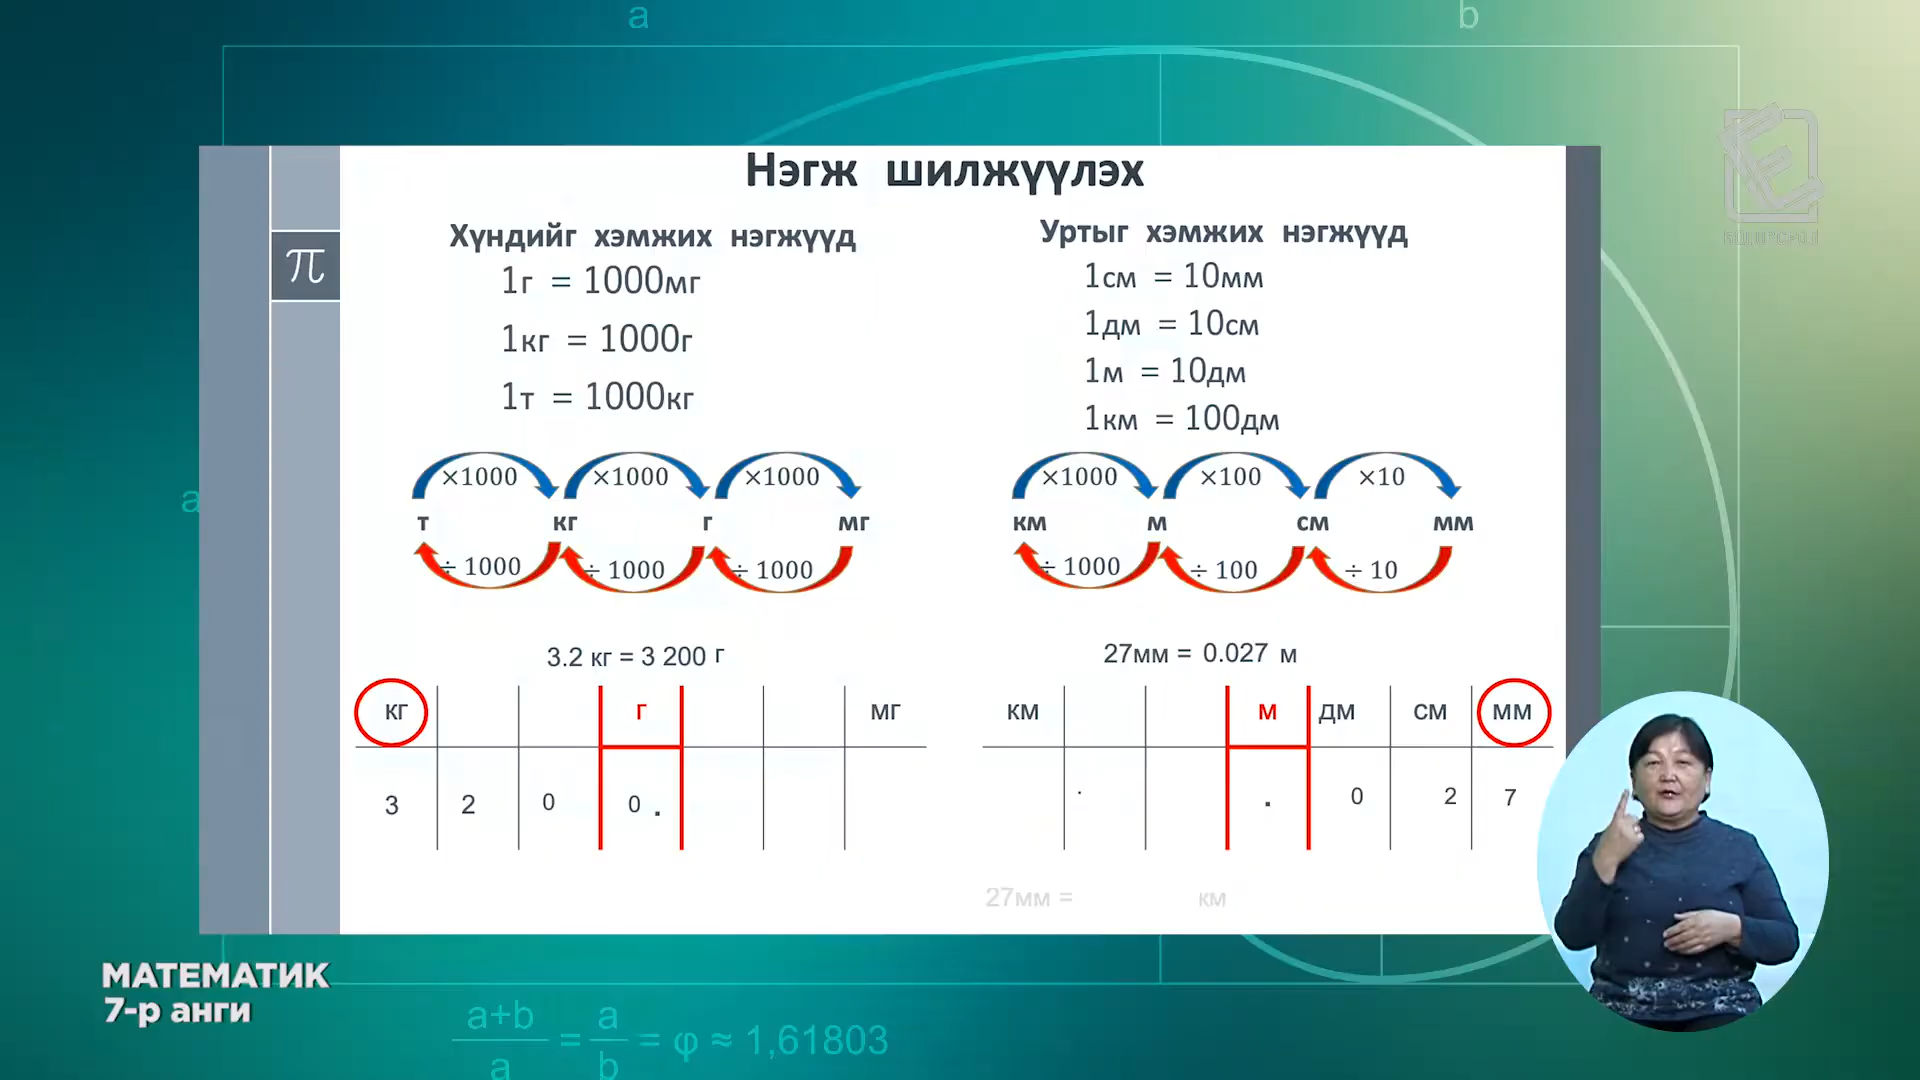 a
b
Нэгж шилжүүлэх
π
Хүндийг хэмжих нэгжүүд
1г = 1000мг
1кг = 1000г
1т = 1000кг
Уртыг хэмжих нэгжүүд
1см = 10мм
1дм = 10см
1м = 10дм
1км = 100дм
×1000 ×1000 ×1000
т кг г мг
÷ 1000 ÷ 1000 ÷ 1000
×1000 ×100 ×10
км м см мм
÷ 1000 ÷ 100 ÷ 10
a
3.2 кг = 3 200 г
кг г мг
3 2 0 0 .
27мм = 0.027 м
км м дм см мм
. . 0 2 7
27мм = км
МАТЕМАТИК
7-р анги
a+b/a = a/b = φ ≈ 1,61803